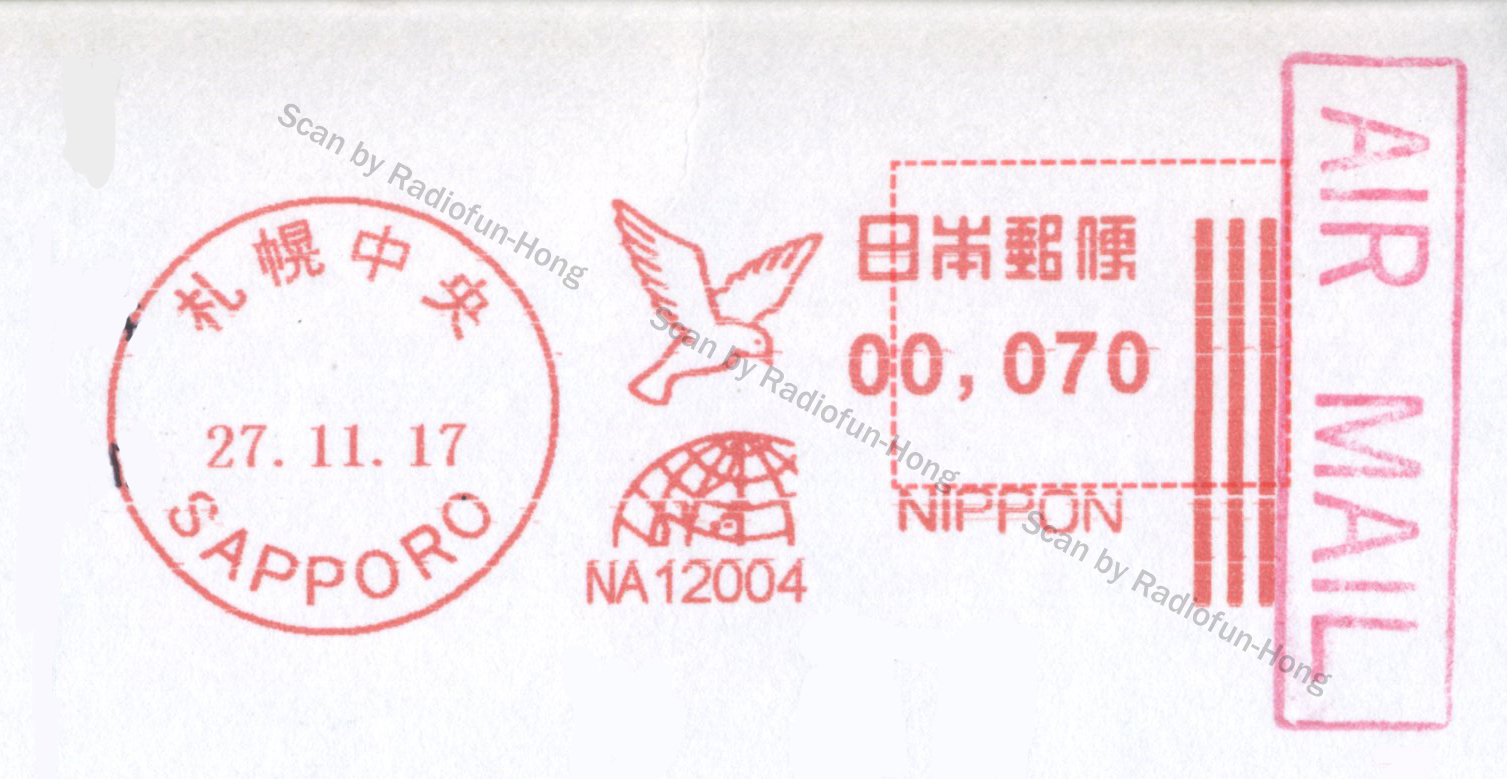 札幌中央
27.11.17
SAPPORO
NA12004
日本郵便
00,070
NIPPON
AIR MAIL
Scan by Radiofun-Hong
Scan by Radiofun-Hong
Scan by Radiofun-Hong